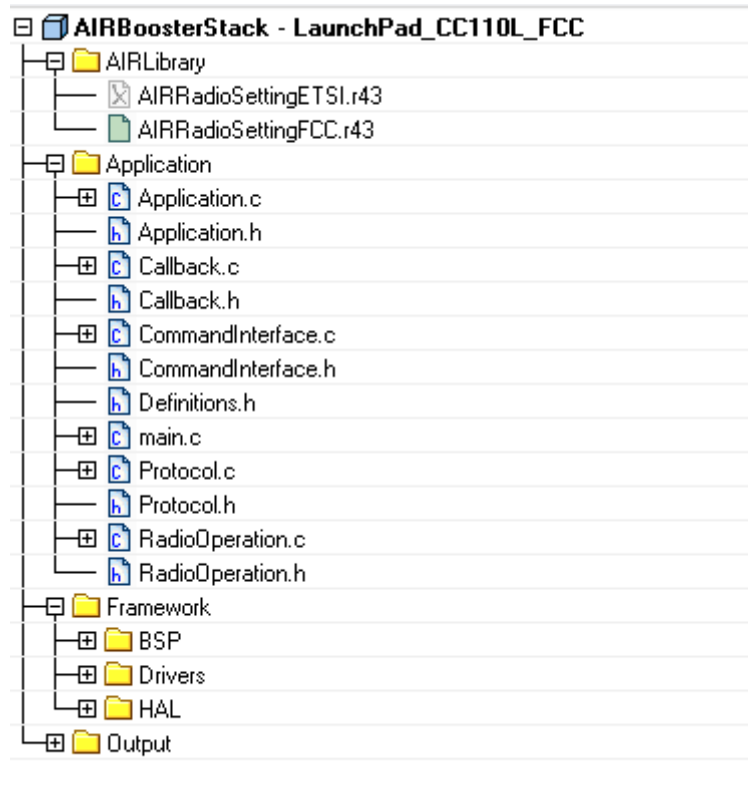 AIRBoosterStack - LaunchPad_CC110L_FCC
AIRLibrary
AIRRadioSettingETSI.r43
AIRRadioSettingFCC.r43
Application
Application.c
Application.h
Callback.c
Callback.h
CommandInterface.c
CommandInterface.h
Definitions.h
main.c
Protocol.c
Protocol.h
RadioOperation.c
RadioOperation.h
Framework
BSP
Drivers
HAL
Output